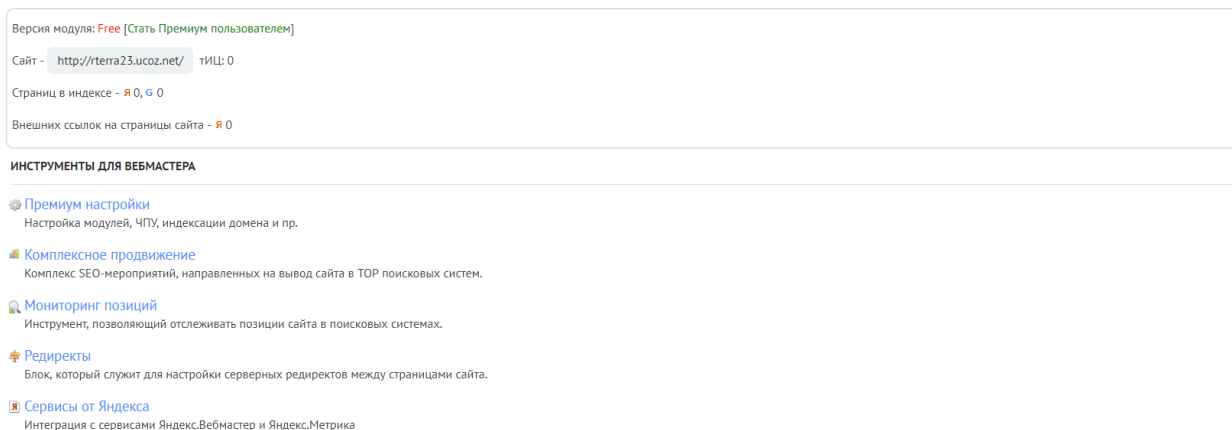 Версия модуля: Free [Стать Премиум пользователем]
Сайт - http://rterra23.ucoz.net/ тИЦ: 0
Страниц в индексе - Я 0, G 0
Внешних ссылок на страницы сайта - Я 0
ИНСТРУМЕНТЫ ДЛЯ ВЕБМАСТЕРА
Премиум настройки
Настройка модулей, ЧПУ, индексации домена и пр.
Комплексное продвижение
Комплекс SEO-мероприятий, направленных на вывод сайта в TOP поисковых систем.
Мониторинг позиций
Инструмент, позволяющий отслеживать позиции сайта в поисковых системах.
Редиректы
Блок, который служит для настройки серверных редиректов между страницами сайта.
Я Сервисы от Яндекса
Интеграция с сервисами Яндекс.Вебмастер и Яндекс.Метрика